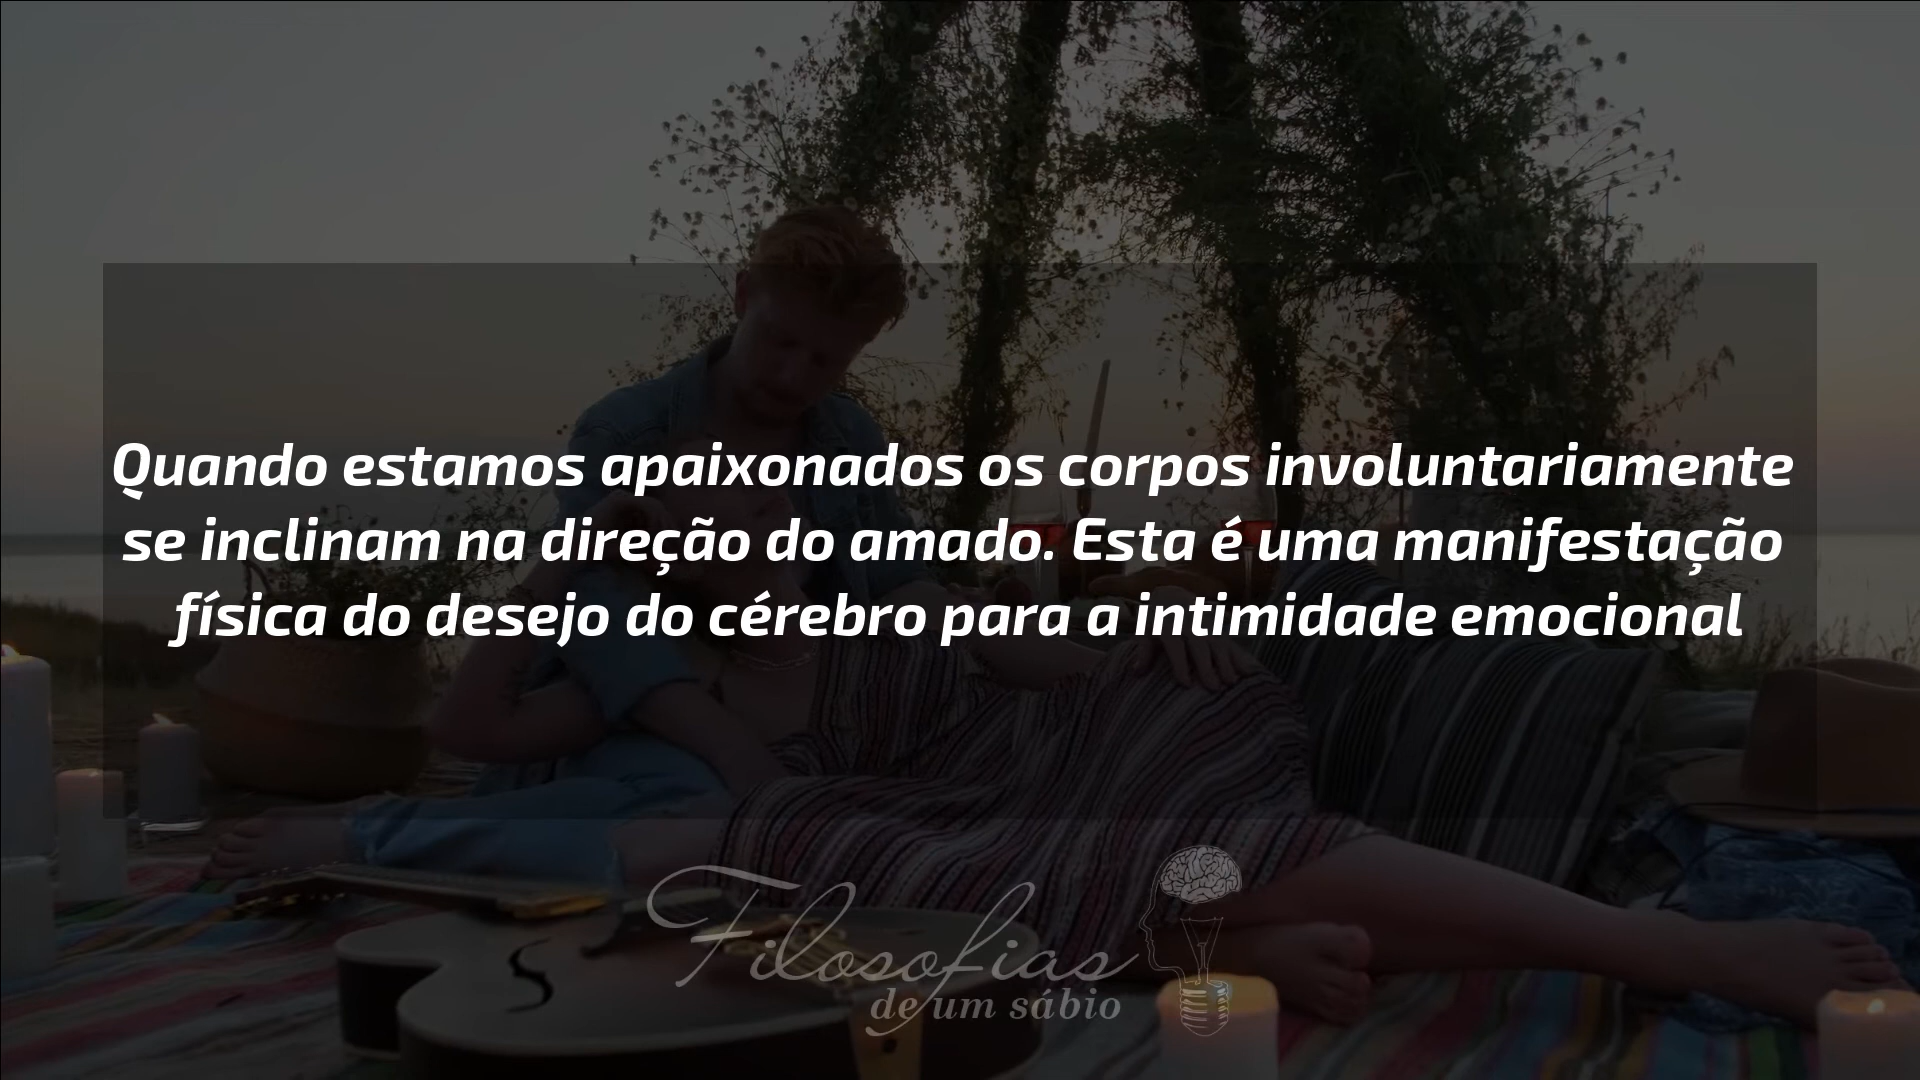 Quando estamos apaixonados os corpos involuntariamente
se inclinam na direção do amado. Esta é uma manifestação
física do desejo do cérebro para a intimidade emocional
Filosofias
de um sábio